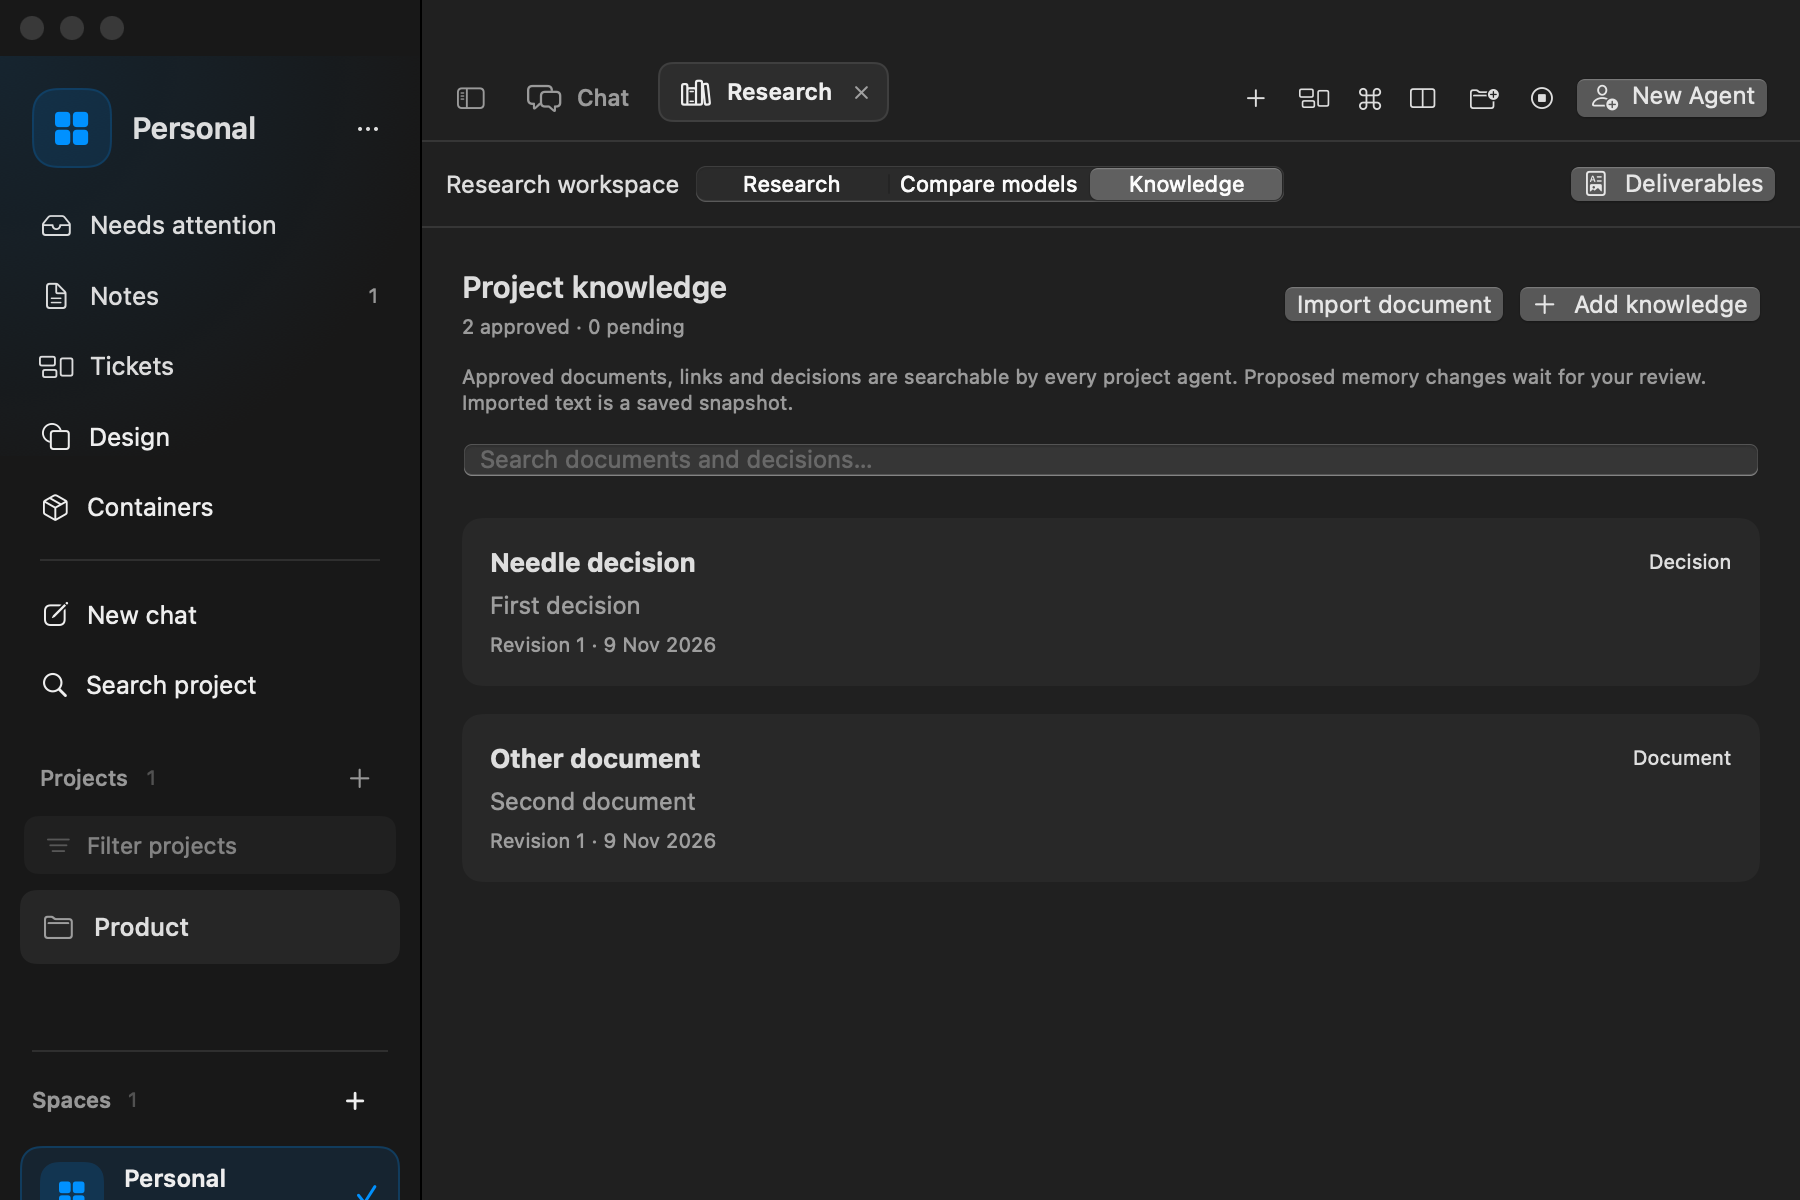 Personal
Needs attention
Notes 1
Tickets
Design
Containers
New chat
Search project
Projects 1
Filter projects
Product
Spaces 1
Personal
Chat
Research
New Agent
Research workspace
Research
Compare models
Knowledge
Deliverables
Project knowledge
2 approved · 0 pending
Import document
Add knowledge
Approved documents, links and decisions are searchable by every project agent. Proposed memory changes wait for your review.
Imported text is a saved snapshot.
Search documents and decisions...
Needle decision
Decision
First decision
Revision 1 · 9 Nov 2026
Other document
Document
Second document
Revision 1 · 9 Nov 2026